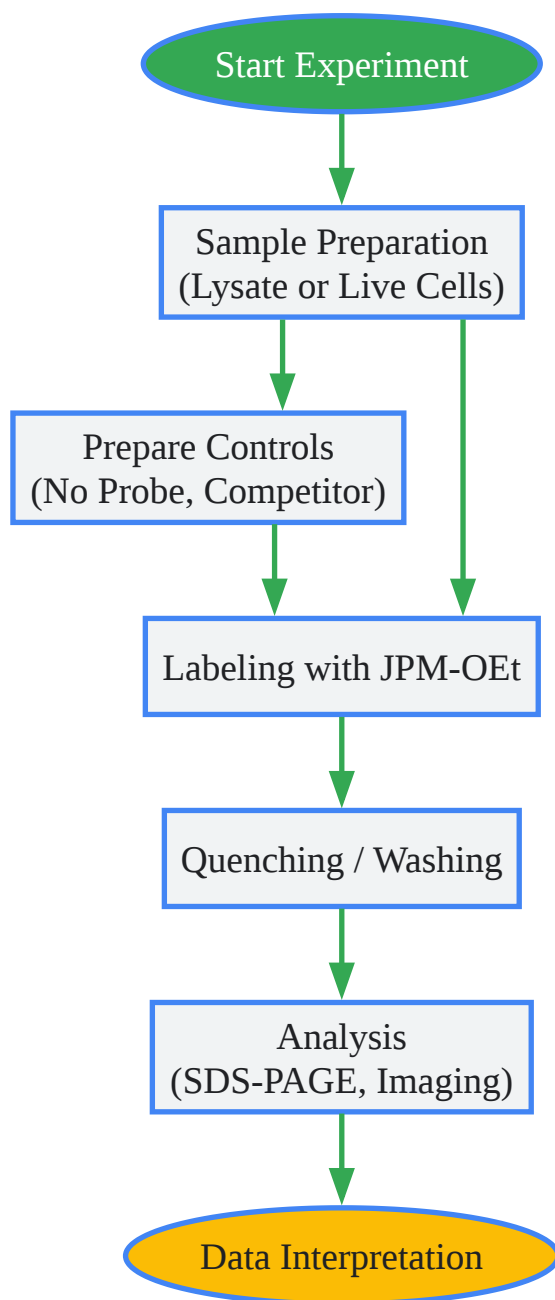 Start Experiment
Sample Preparation
(Lysate or Live Cells)
Prepare Controls
(No Probe, Competitor)
Labeling with JPM-OEt
Quenching / Washing
Analysis
(SDS-PAGE, Imaging)
Data Interpretation